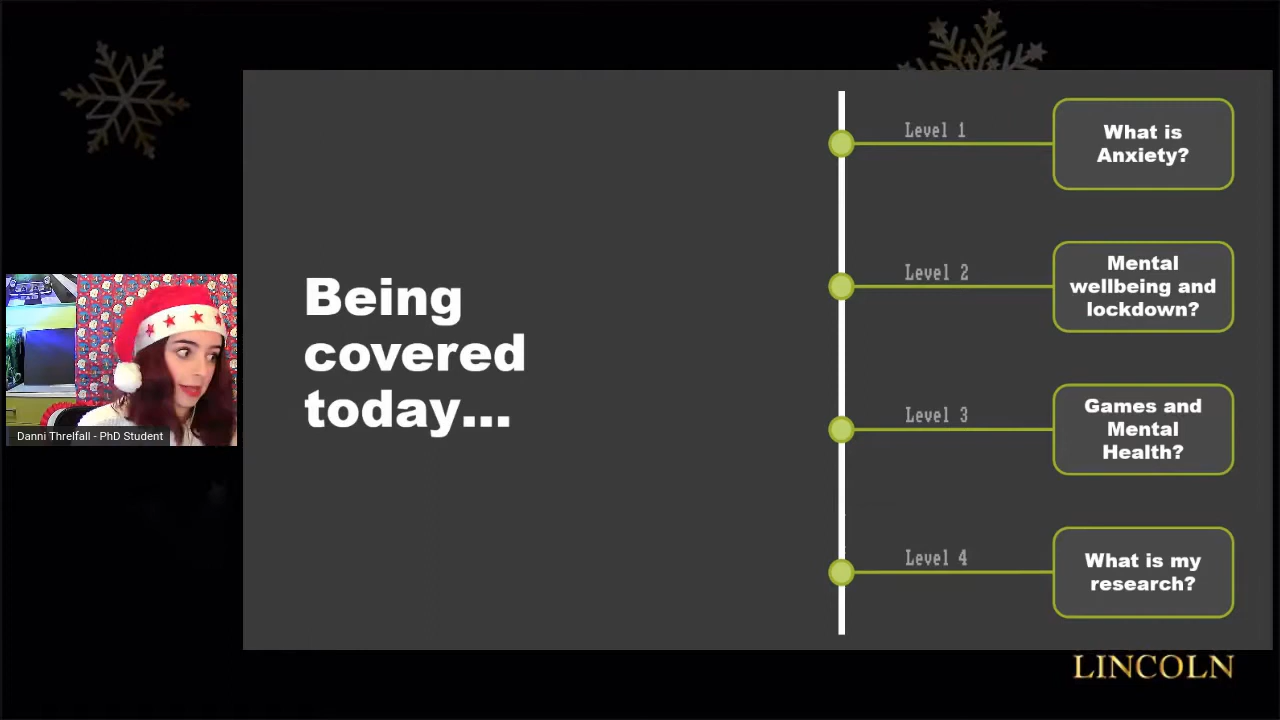 Being
covered
today...
Level 1
What is
Anxiety?
Level 2
Mental
wellbeing and
lockdown?
Level 3
Games and
Mental
Health?
Level 4
What is my
research?
Danni Threlfall - PhD Student
LINCOLN